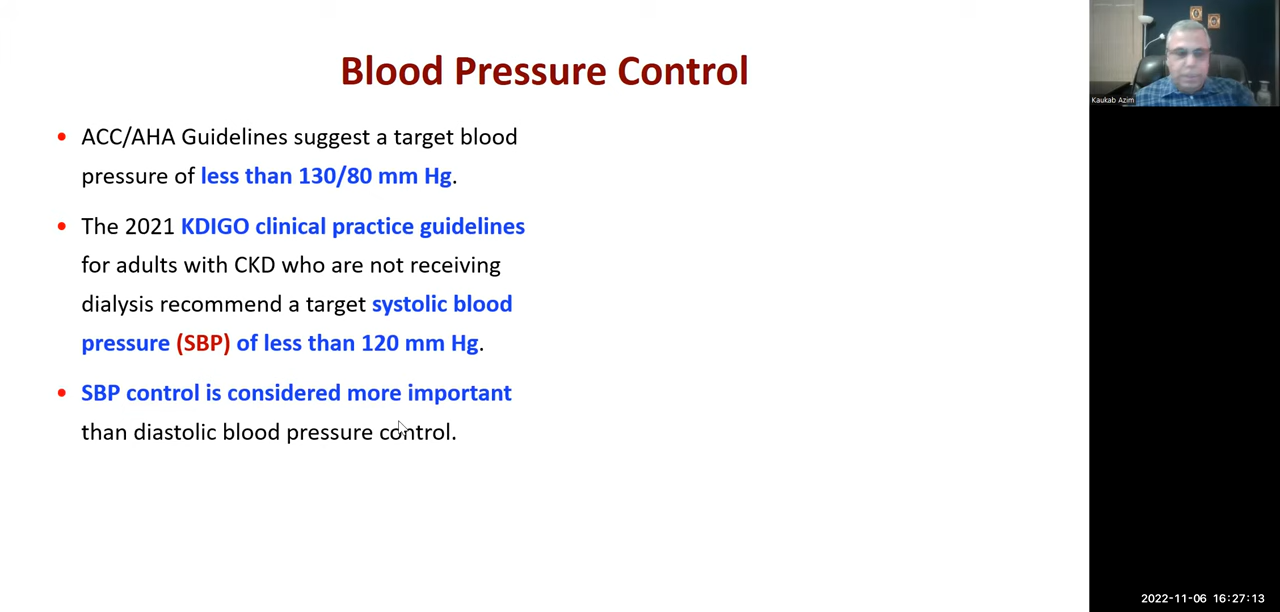 Blood Pressure Control
• ACC/AHA Guidelines suggest a target blood
pressure of less than 130/80 mm Hg.
• The 2021 KDIGO clinical practice guidelines
for adults with CKD who are not receiving
dialysis recommend a target systolic blood
pressure (SBP) of less than 120 mm Hg.
• SBP control is considered more important
than diastolic blood pressure control.
Kaukab Azim
2022-11-06 16:27:13